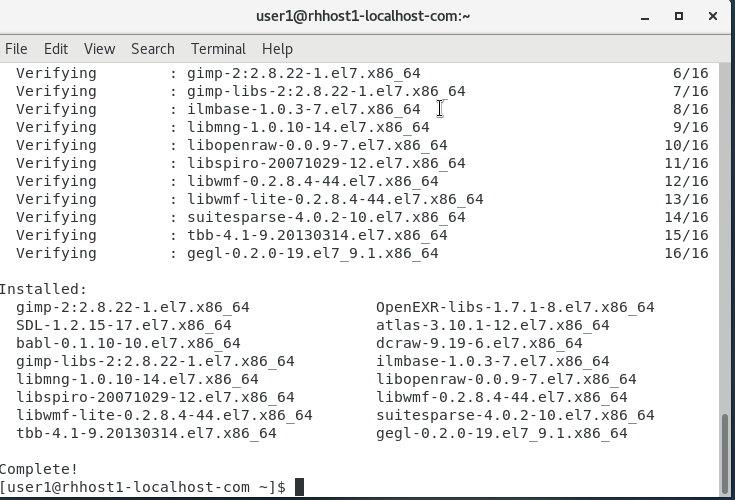 user1@rhhost1-localhost-com:~
File Edit View Search Terminal Help
Verifying : gimp-2:2.8.22-1.el7.x86_64 6/16
Verifying : gimp-libs-2:2.8.22-1.el7.x86_64 7/16
Verifying : ilmbase-1.0.3-7.el7.x86_64 8/16
Verifying : libmng-1.0.10-14.el7.x86_64 9/16
Verifying : libopenraw-0.0.9-7.el7.x86_64 10/16
Verifying : libspiro-20071029-12.el7.x86_64 11/16
Verifying : libwmf-0.2.8.4-44.el7.x86_64 12/16
Verifying : libwmf-lite-0.2.8.4-44.el7.x86_64 13/16
Verifying : suitesparse-4.0.2-10.el7.x86_64 14/16
Verifying : tbb-4.1-9.20130314.el7.x86_64 15/16
Verifying : gegl-0.2.0-19.el7_9.1.x86_64 16/16
Installed:
gimp-2:2.8.22-1.el7.x86_64 OpenEXR-libs-1.7.1-8.el7.x86_64
SDL-1.2.15-17.el7.x86_64 atlas-3.10.1-12.el7.x86_64
babl-0.1.10-10.el7.x86_64 dcraw-9.19-6.el7.x86_64
gimp-libs-2:2.8.22-1.el7.x86_64 ilmbase-1.0.3-7.el7.x86_64
libmng-1.0.10-14.el7.x86_64 libopenraw-0.0.9-7.el7.x86_64
libspiro-20071029-12.el7.x86_64 libwmf-0.2.8.4-44.el7.x86_64
libwmf-lite-0.2.8.4-44.el7.x86_64 suitesparse-4.0.2-10.el7.x86_64
tbb-4.1-9.20130314.el7.x86_64 gegl-0.2.0-19.el7_9.1.x86_64
Complete!
[user1@rhhost1-localhost-com ~]$